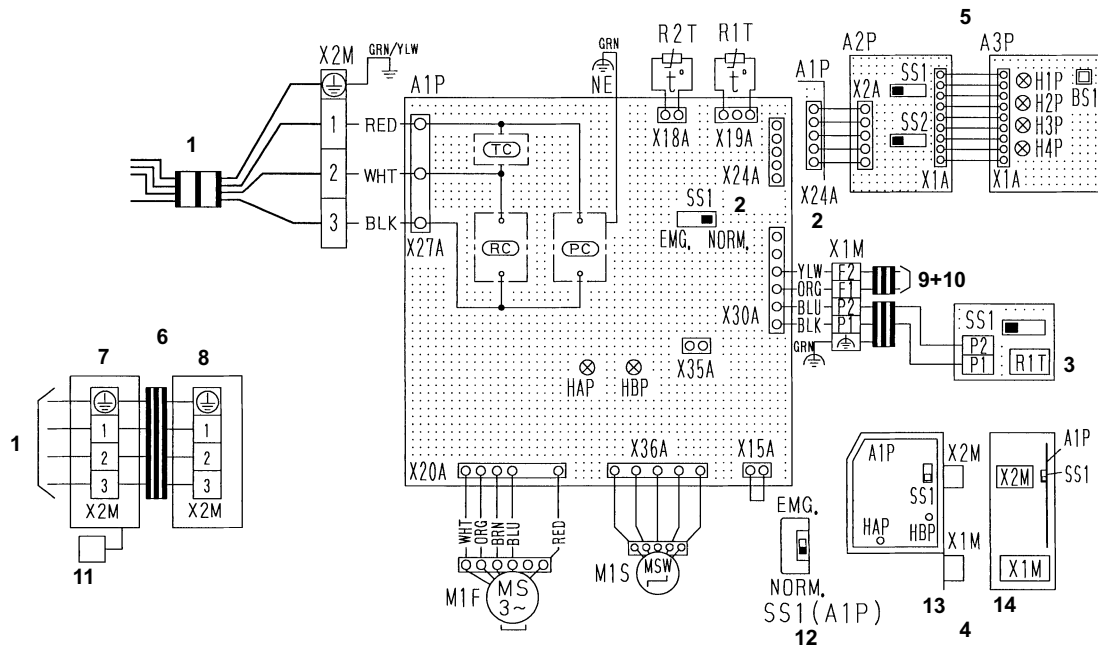 5
X2M
GRN/YLW
GRN
NE
R2T
R1T
t°
t°
A1P
A2P
A3P
A1P
X18A
X19A
X24A
SS1
X2A
SS2
X1A
X1A
H1P
H2P
H3P
H4P
BS1
X24A
2
2
1
1
RED
2
WHT
3
BLK
X27A
TC
RC
PC
SS1
EMG. NORM.
X1M
YLW F2
ORG F1
BLU P2
BLK P1
GRN
9+10
X30A
X35A
HAP
HBP
SS1
P2
P1
R1T
3
6
7
8
1
1
2
3
X2M
1
2
3
X2M
11
X20A
X36A
X15A
WHT
ORG
BRN
BLU
RED
M1F
MS
3~
M1S
MSW
EMG.
NORM.
SS1(A1P)
12
A1P
SS1
HAP
HBP
X2M
X1M
13
X2M
A1P
SS1
X1M
14
4